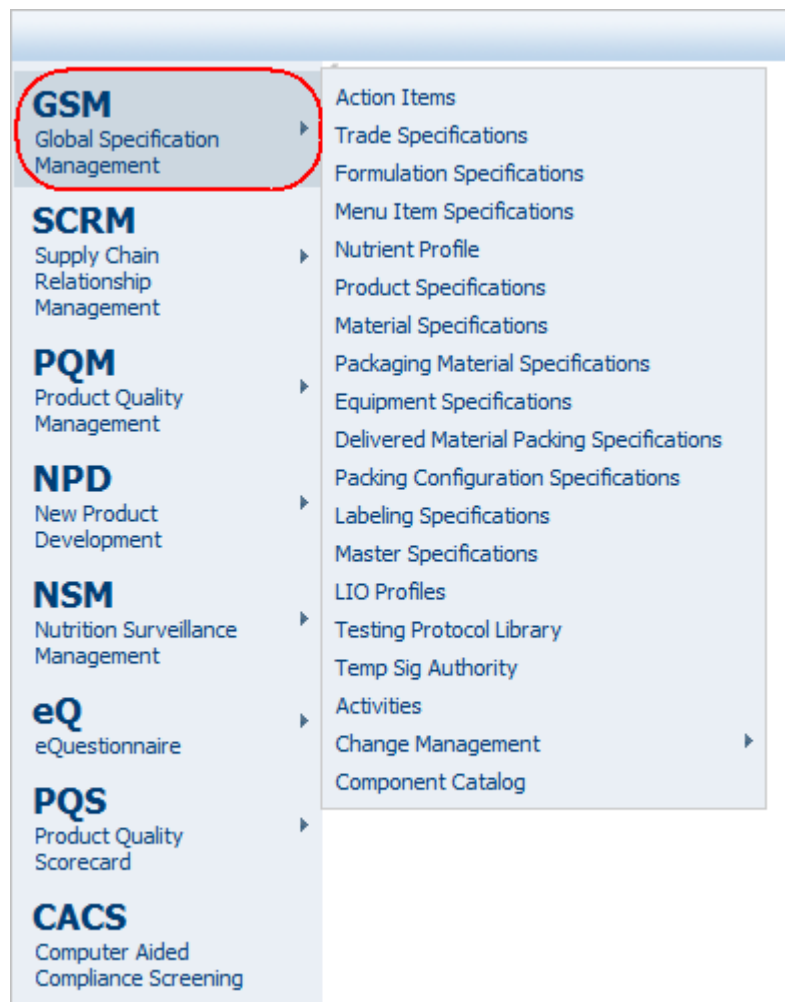 GSM
Global Specification
Management
SCRM
Supply Chain
Relationship
Management
PQM
Product Quality
Management
NPD
New Product
Development
NSM
Nutrition Surveillance
Management
eQ
eQuestionnaire
PQS
Product Quality
Scorecard
CACS
Computer Aided
Compliance Screening
Action Items
Trade Specifications
Formulation Specifications
Menu Item Specifications
Nutrient Profile
Product Specifications
Material Specifications
Packaging Material Specifications
Equipment Specifications
Delivered Material Packing Specifications
Packing Configuration Specifications
Labeling Specifications
Master Specifications
LIO Profiles
Testing Protocol Library
Temp Sig Authority
Activities
Change Management
Component Catalog